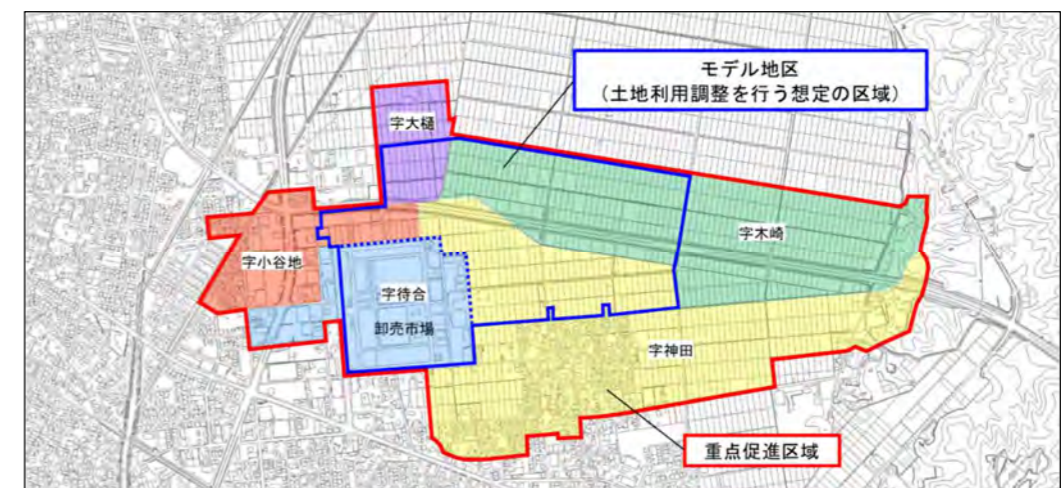 モデル地区
（土地利用調整を行う想定の区域）
字大樋
字木崎
字小谷地
字待合
卸売市場
字神田
重点促進区域